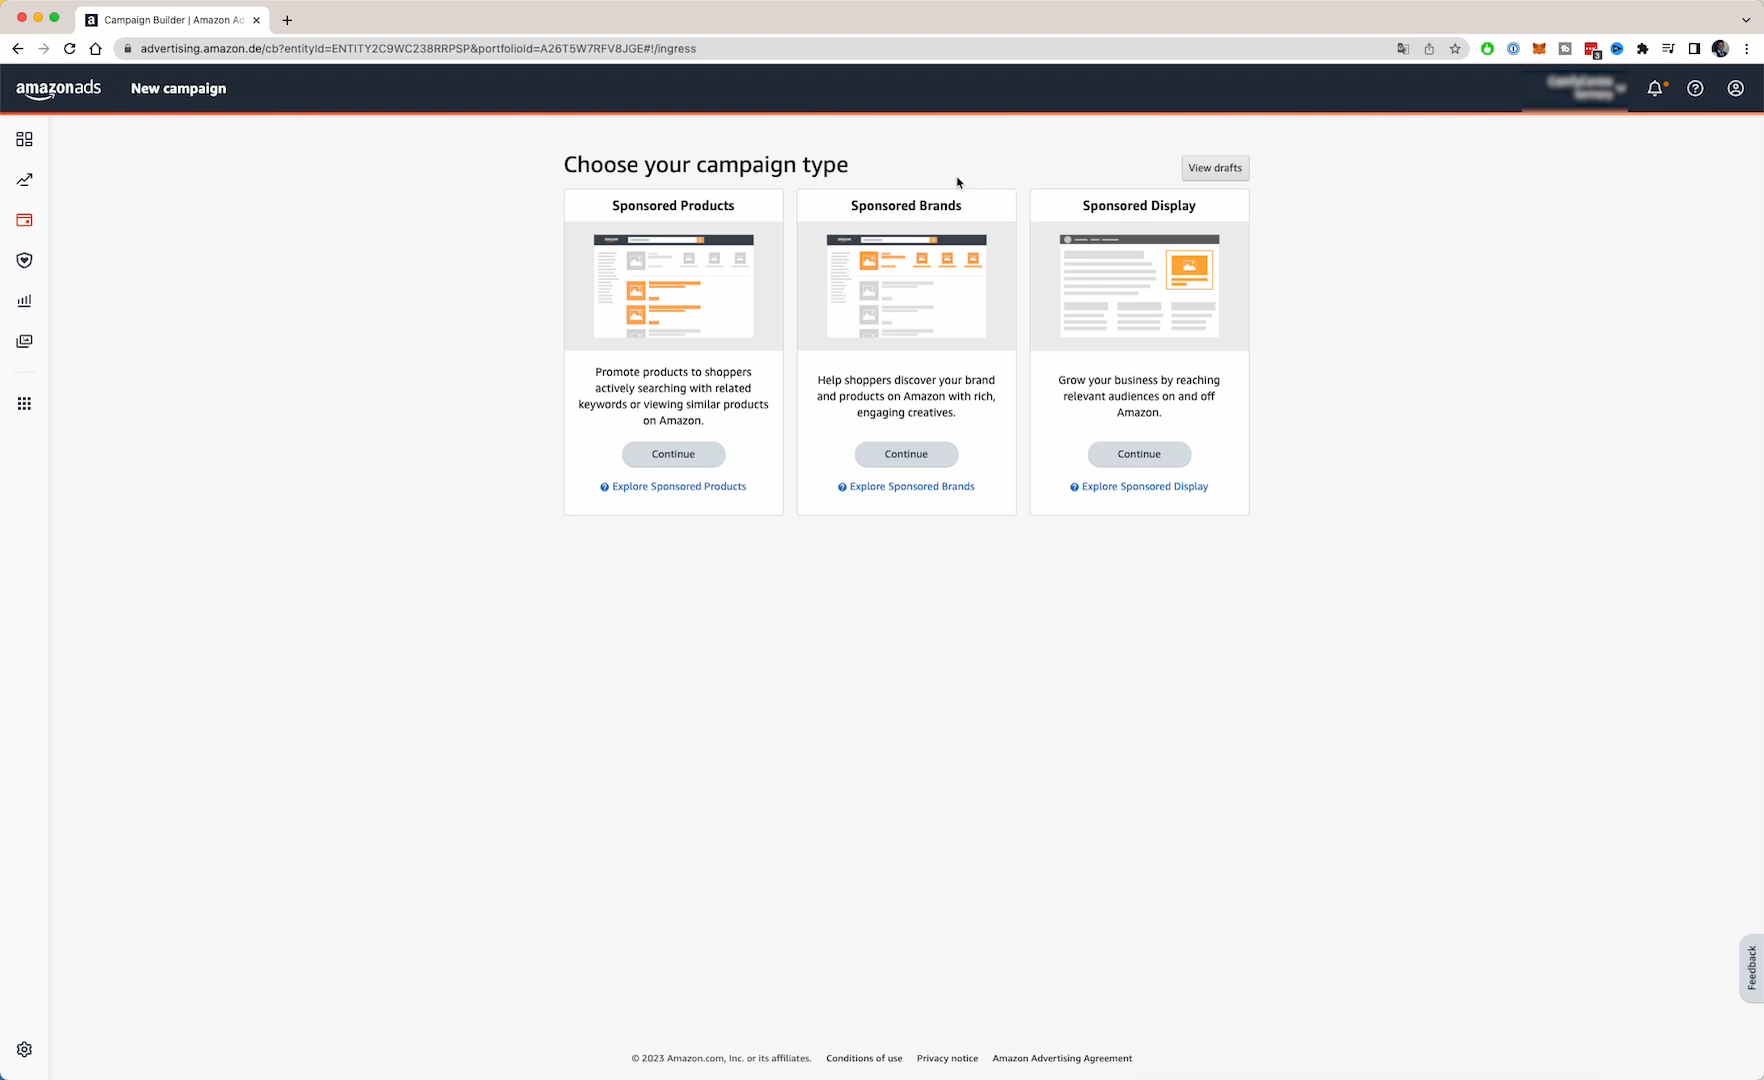 Campaign Builder | Amazon Ad
advertising.amazon.de/cb?entityId=ENTITY2C9WC238RRPSP&portfolioId=A26T5W7RFV8JGE#!/ingress
3
amazonads
New campaign
Choose your campaign type
View drafts
Sponsored Products
Promote products to shoppers
actively searching with related
keywords or viewing similar products
on Amazon.
Continue
Explore Sponsored Products
Sponsored Brands
Help shoppers discover your brand
and products on Amazon with rich,
engaging creatives.
Continue
Explore Sponsored Brands
Sponsored Display
Grow your business by reaching
relevant audiences on and off
Amazon.
Continue
Explore Sponsored Display
Feedback
© 2023 Amazon.com, Inc. or its affiliates. Conditions of use Privacy notice Amazon Advertising Agreement